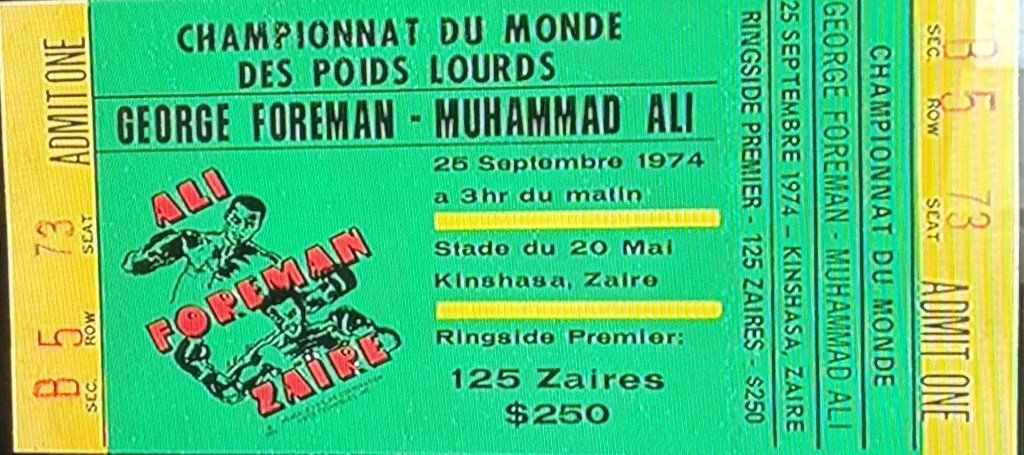 ADMIT ONE
73
SEAT
5
ROW
B
SEC.
CHAMPIONNAT DU MONDE
DES POIDS LOURDS
GEORGE FOREMAN - MUHAMMAD ALI
25 Septembre 1974
a 3hr du matin
Stade du 20 Mai
Kinshasa, Zaire
Ringside Premier:
125 Zaires
$250
ALI
FOREMAN
ZAÏRE
RINGSIDE PREMIER - 125 ZAIRES - $250
25 SEPTEMBRE 1974 - KINSHASA, ZAIRE
GEORGE FOREMAN - MUHAMMAD ALI
CHAMPIONNAT DU MONDE
SEC.
B
ROW
5
SEAT
73
ADMIT ONE